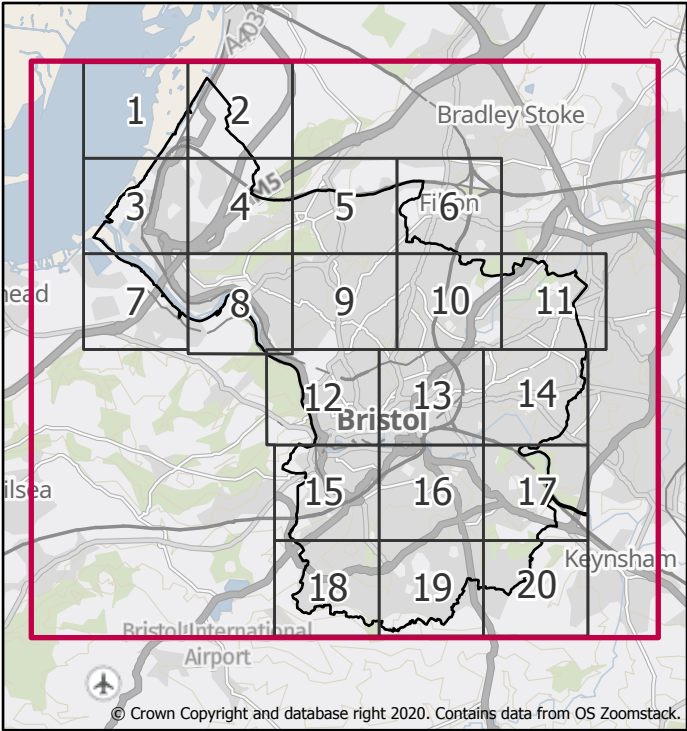 A403
1
2
Bradley Stoke
M5
3
4
5
6
Filton
head
7
8
9
10
11
12
13
14
Bristol
ilsea
15
16
17
Keynsham
18
19
20
Bristol International
Airport
© Crown Copyright and database right 2020. Contains data from OS Zoomstack.